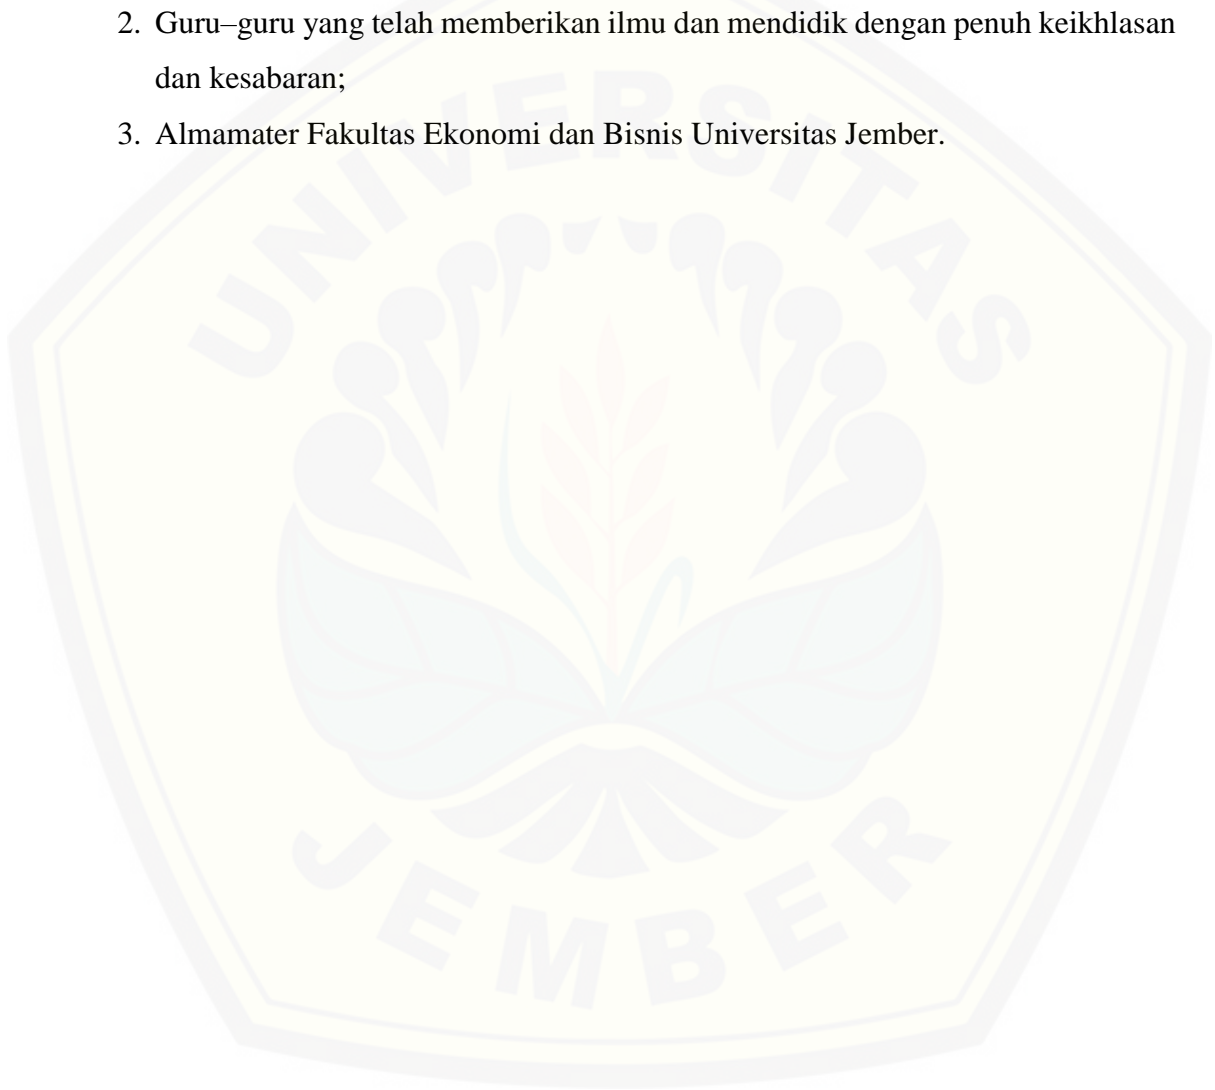 2. Guru–guru yang telah memberikan ilmu dan mendidik dengan penuh keikhlasan
dan kesabaran;
3. Almamater Fakultas Ekonomi dan Bisnis Universitas Jember.
UNIVERSITAS
JEMBER